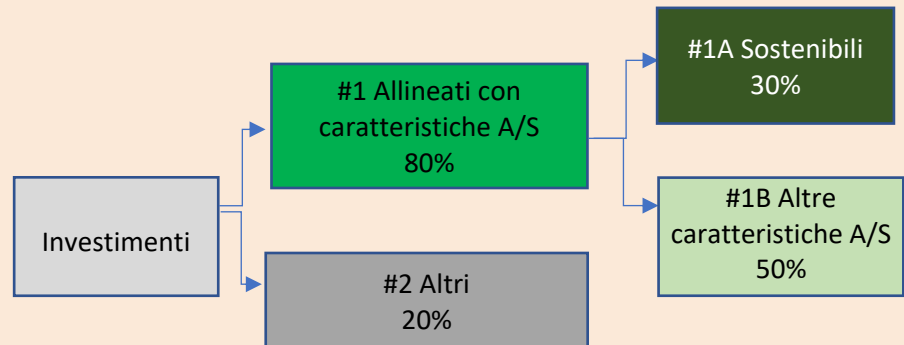 #1A Sostenibili
30%
#1 Allineati con
caratteristiche A/S
80%
#1B Altre
caratteristiche A/S
50%
Investimenti
#2 Altri
20%